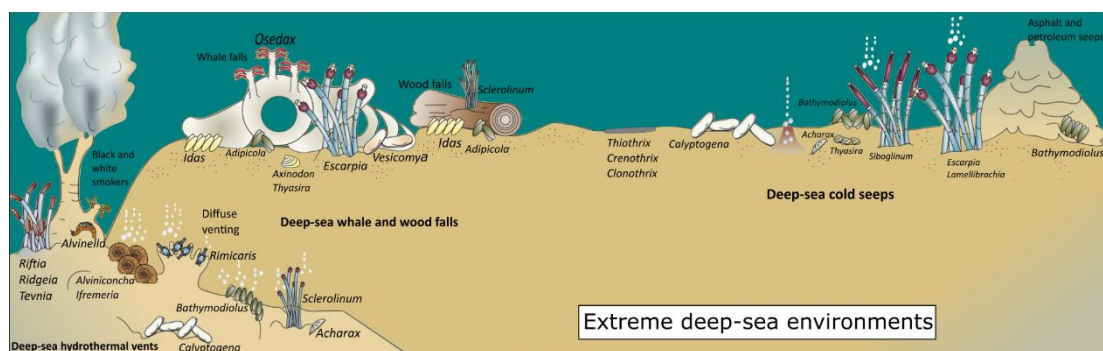 Asphalt and
petroleum seeps
Osedax
Whale falls
Wood falls
Sclerolinum
Bathymodiolus
Black and
white
smokers
Idas
Adipicola
Axinodon
Thyasira
Escarpia
Vesicomya
Idas
Adipicola
Thiothrix
Crenothrix
Clonothrix
Calyptogena
Acharax
Thyasira
Siboglinum
Escarpia
Lamellibrachia
Bathymodiolus
Deep-sea whale and wood falls
Deep-sea cold seeps
Alvinella
Diffuse
venting
Rimicaris
Riftia
Ridgeia
Tevnia
Alviniconcha
Ifremeria
Bathymodiolus
Sclerolinum
Acharax
Calyptogena
Deep-sea hydrothermal vents
Extreme deep-sea environments